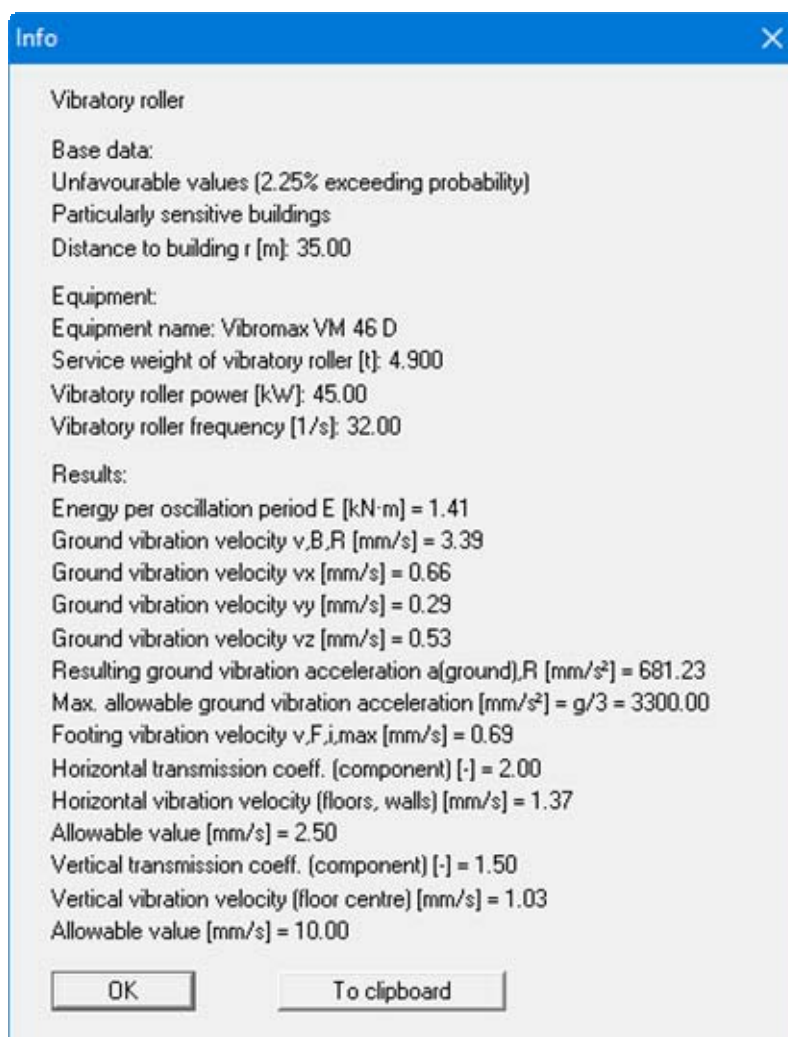 Info
Vibratory roller
Base data:
Unfavourable values (2.25% exceeding probability)
Particularly sensitive buildings
Distance to building r [m]: 35.00
Equipment:
Equipment name: Vibromax VM 46 D
Service weight of vibratory roller [t]: 4.900
Vibratory roller power [kW]: 45.00
Vibratory roller frequency [1/s]: 32.00
Results:
Energy per oscillation period E [kN·m] = 1.41
Ground vibration velocity v,B,R [mm/s] = 3.39
Ground vibration velocity vx [mm/s] = 0.66
Ground vibration velocity vy [mm/s] = 0.29
Ground vibration velocity vz [mm/s] = 0.53
Resulting ground vibration acceleration a(ground),R [mm/s²] = 681.23
Max. allowable ground vibration acceleration [mm/s²] = g/3 = 3300.00
Footing vibration velocity v,F,i,max [mm/s] = 0.69
Horizontal transmission coeff. (component) [-] = 2.00
Horizontal vibration velocity (floors, walls) [mm/s] = 1.37
Allowable value [mm/s] = 2.50
Vertical transmission coeff. (component) [-] = 1.50
Vertical vibration velocity (floor centre) [mm/s] = 1.03
Allowable value [mm/s] = 10.00
OK To clipboard